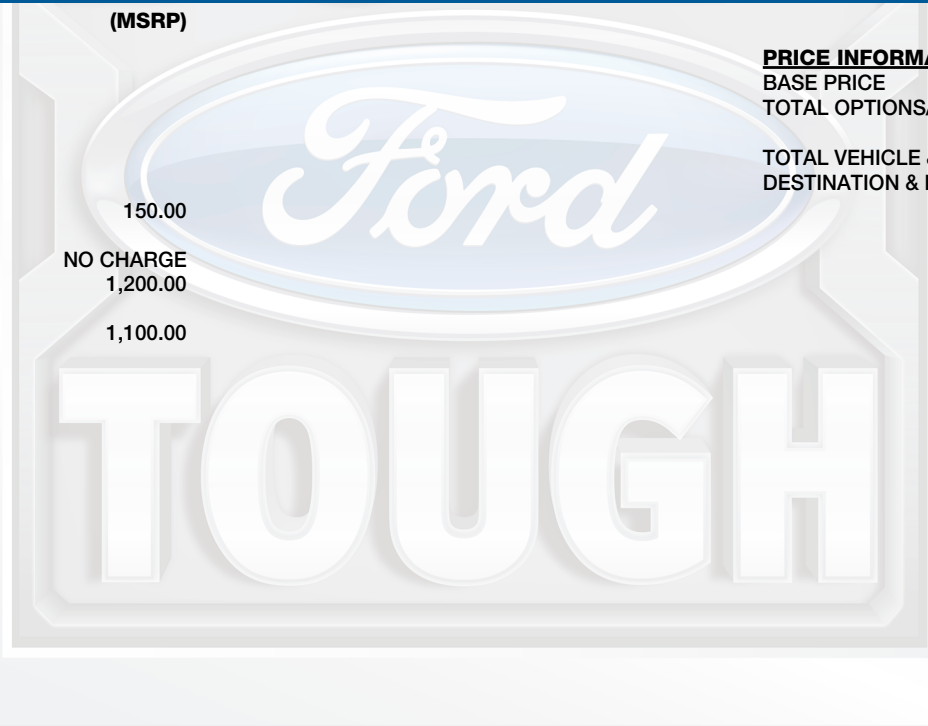 (MSRP)
150.00
NO CHARGE
1,200.00
1,100.00
PRICE INFORMA
BASE PRICE
TOTAL OPTIONS
TOTAL VEHICLE
DESTINATION &
Ford
TOUGH